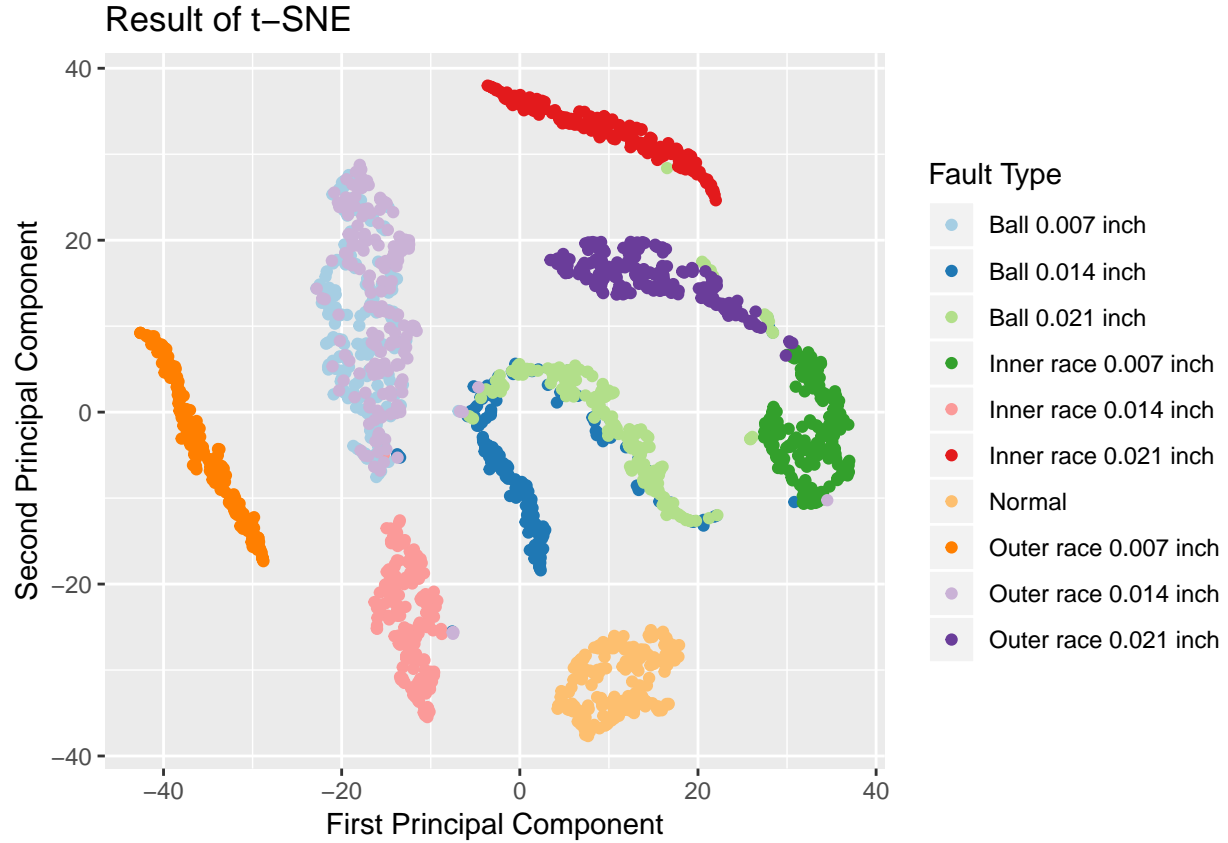 Result of t−SNE
40
20
0
−20
−40
−40
−20
0
20
40
First Principal Component
Second Principal Component
Fault Type
Ball 0.007 inch
Ball 0.014 inch
Ball 0.021 inch
Inner race 0.007 inch
Inner race 0.014 inch
Inner race 0.021 inch
Normal
Outer race 0.007 inch
Outer race 0.014 inch
Outer race 0.021 inch